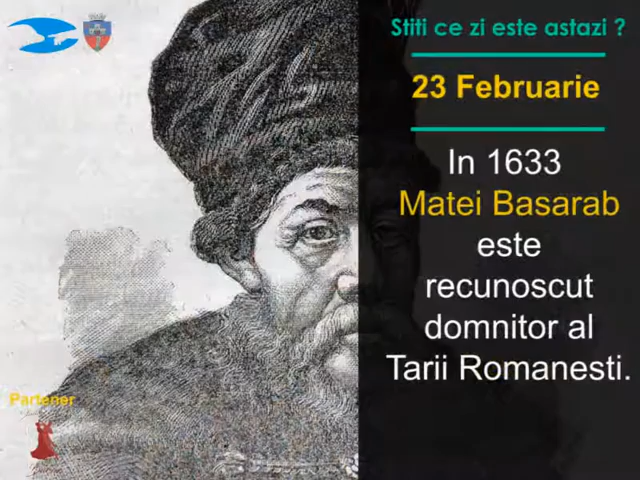 Stiti ce zi este astazi ?
23 Februarie
In 1633
Matei Basarab
este
recunoscut
domnitor al
Tarii Romanesti.
Partener